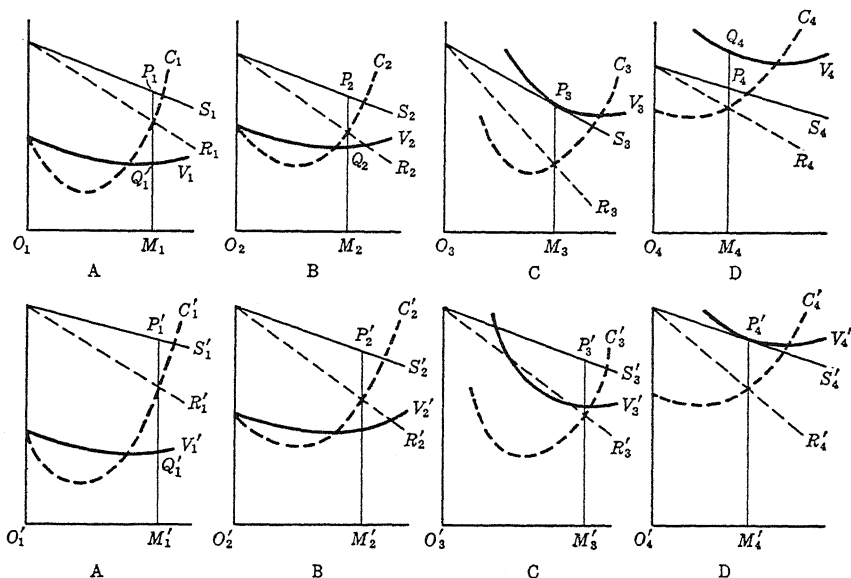 P₁ C₁
S₁
R₁
Q₁ V₁
O₁ M₁
A
P₂ C₂
S₂
V₂
Q₂ R₂
O₂ M₂
B
P₃ C₃
V₃
S₃
R₃
O₃ M₃
C
Q₄ C₄
V₄
P₄
S₄
R₄
O₄ M₄
D
P₁′ C₁′
S₁′
R₁′
V₁′
Q₁′
O₁′ M₁′
A
P₂′ C₂′
S₂′
V₂′
R₂′
O₂′ M₂′
B
P₃′ C₃′
S₃′
V₃′
R₃′
O₃′ M₃′
C
P₄′ C₄′
V₄′
S₄′
R₄′
O₄′ M₄′
D